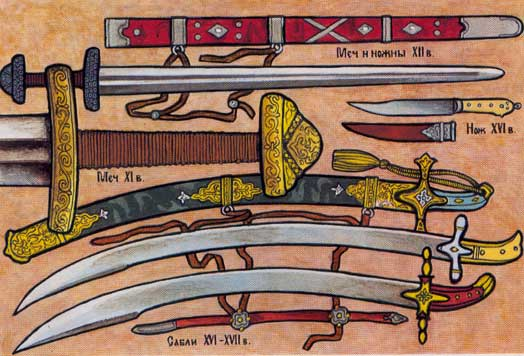 Меч и ножны XII в.
Нож XVI в.
Меч XI в.
Сабли XVI-XVII в.